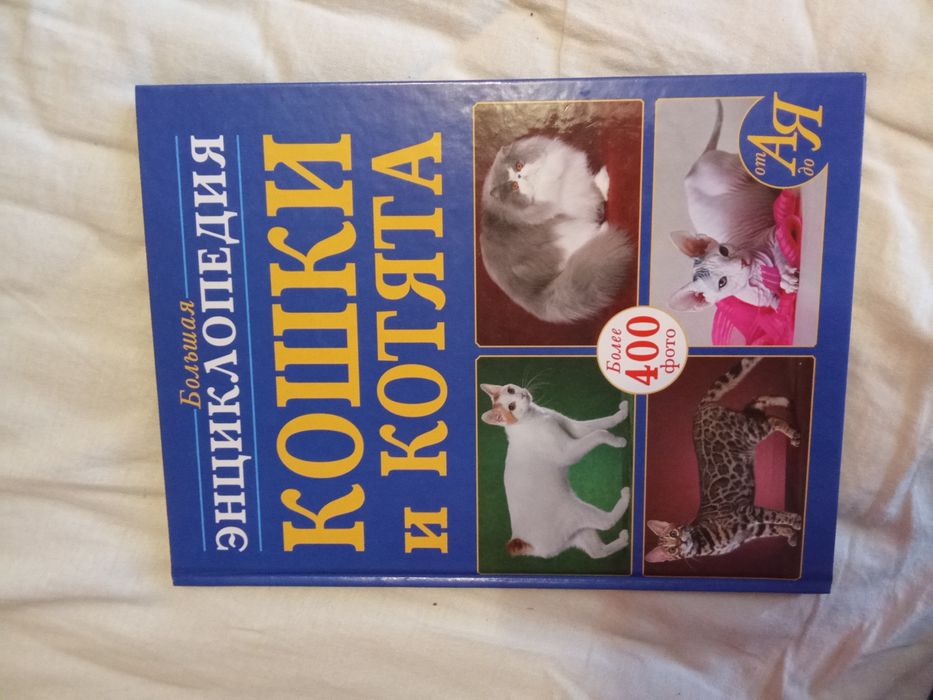 Большая
ЭНЦИКЛОПЕДИЯ
КОШКИ
и КОТЯТА
Более
400
фото
от А до Я